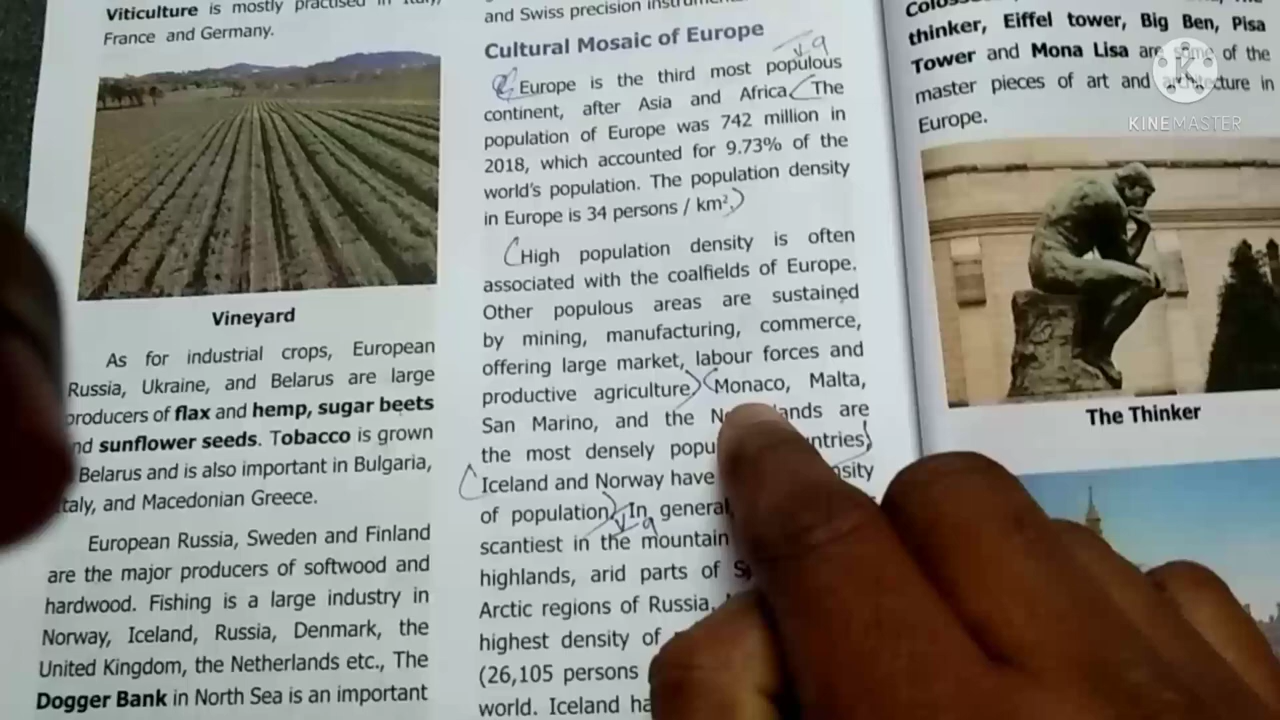 Viticulture is mostly practised in Italy,
France and Germany.
Vineyard
As for industrial crops, European
Russia, Ukraine, and Belarus are large
producers of flax and hemp, sugar beets
nd sunflower seeds. Tobacco is grown
Belarus and is also important in Bulgaria,
Italy, and Macedonian Greece.
European Russia, Sweden and Finland
are the major producers of softwood and
hardwood. Fishing is a large industry in
Norway, Iceland, Russia, Denmark, the
United Kingdom, the Netherlands etc., The
Dogger Bank in North Sea is an important
and Swiss precision
Cultural Mosaic of Europe
Europe is the third most populous
continent, after Asia and Africa. The
population of Europe was 742 million in
2018, which accounted for 9.73% of the
world's population. The population density
in Europe is 34 persons / km².
High population density is often
associated with the coalfields of Europe.
Other populous areas are sustained
by mining, manufacturing, commerce,
offering large market, labour forces and
productive agriculture. Monaco, Malta,
San Marino, and the lands are
the most densely popu ntries.
Iceland and Norway have sity
of population. In general
scantiest in the mountain
highlands, arid parts of
Arctic regions of Russia.
highest density of
(26,105 persons
world. Iceland ha
thinker, Eiffel tower, Big Ben, Pisa
Tower and Mona Lisa are some of the
master pieces of art and architecture in
Europe.
The Thinker
KINEMASTER